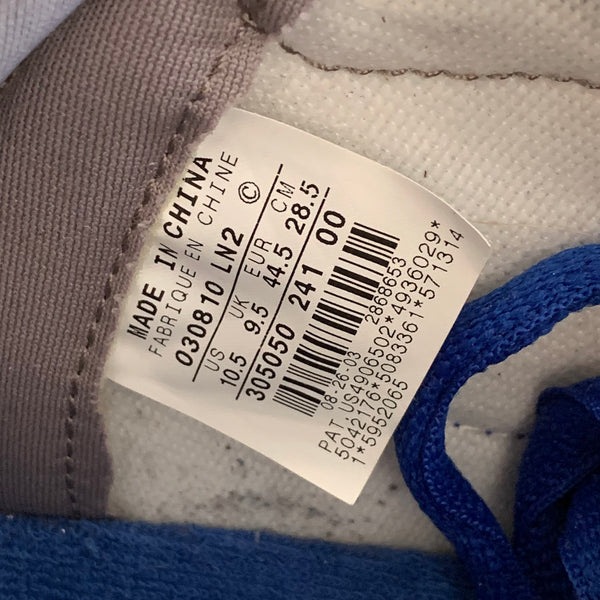 MADE IN CHINA
FABRIQUE EN CHINE
030810 LN2 ©
US UK EUR CM
10.5 9.5 44.5 28.5
305050 241 00
08-26-03 2868653
PAT US4906502*4936029*
5042176*5083361*571314
1*5952065